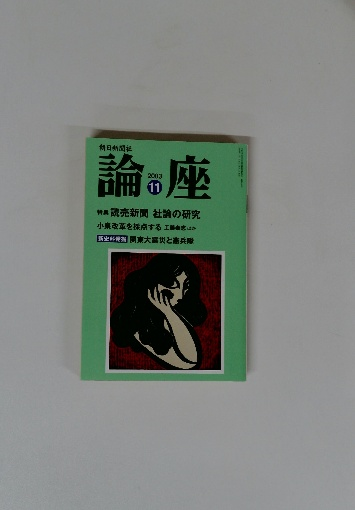 朝日新聞社
論座
2003
11
特集 読売新聞 社論の研究
小泉改革を採点する
関東大震災と憲兵隊